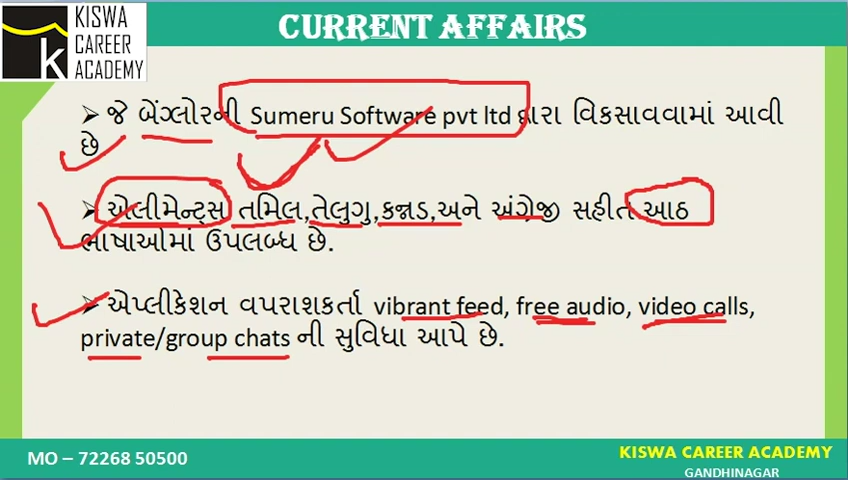 KISWA
CAREER
ACADEMY
k
CURRENT AFFAIRS
➢ જે બેંગ્લોરની Sumeru Software pvt ltd દ્વારા વિકસાવવામાં આવી
છે
➢ એલીમેન્ટ્સ તમિલ,તેલુગુ,કન્નડ,અને અંગ્રેજી સહીત આઠ
ભાષાઓમાં ઉપલબ્ધ છે.
➢ એપ્લીકેશન વપરાશકર્તા vibrant feed, free audio, video calls,
private/group chats ની સુવિધા આપે છે.
MO – 72268 50500
KISWA CAREER ACADEMY
GANDHINAGAR